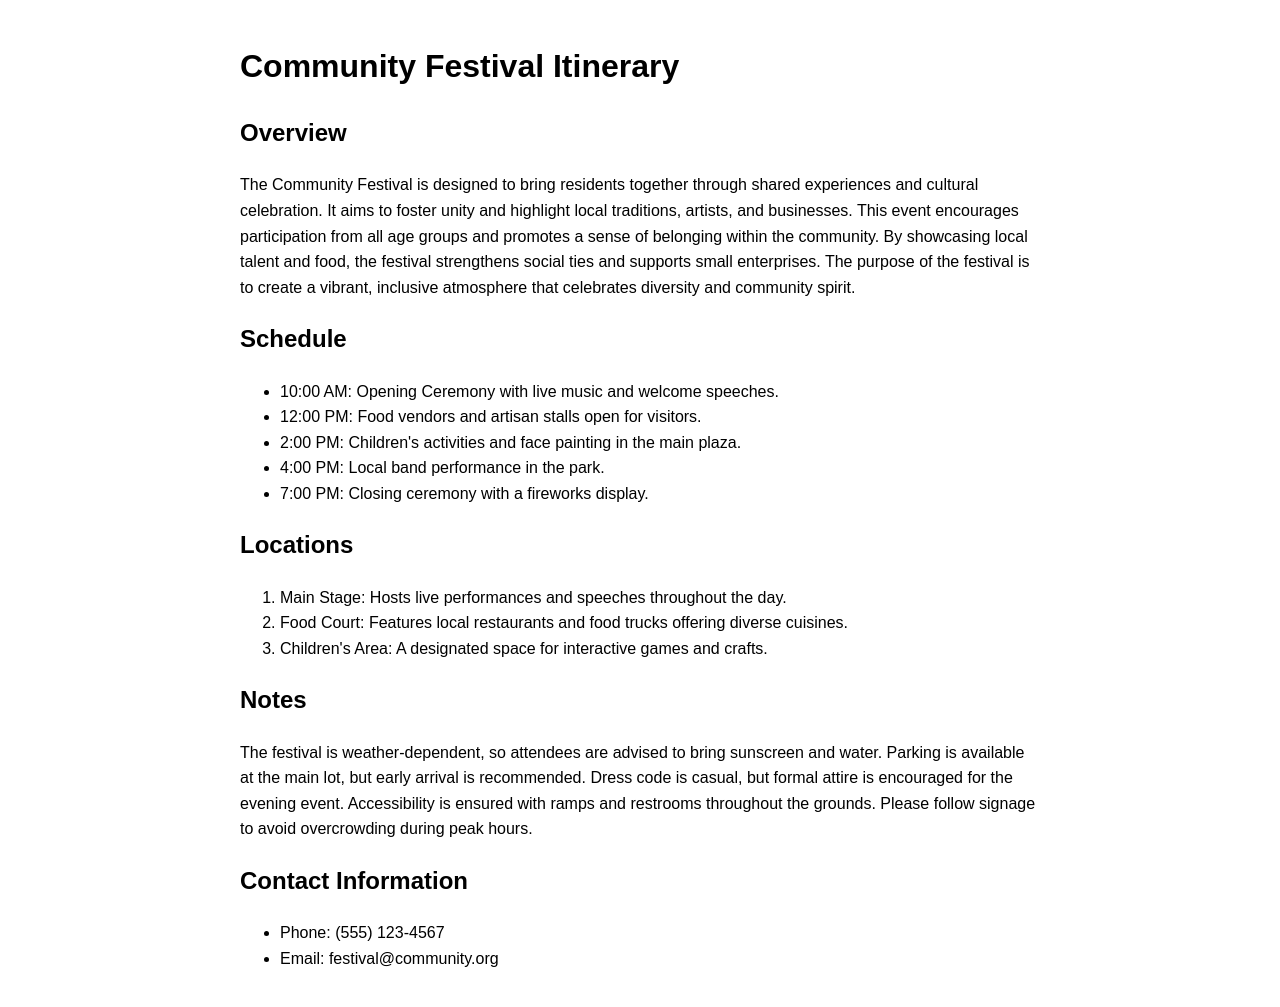 Community Festival Itinerary
Overview
The Community Festival is designed to bring residents together through shared experiences and cultural
celebration. It aims to foster unity and highlight local traditions, artists, and businesses. This event encourages
participation from all age groups and promotes a sense of belonging within the community. By showcasing local
talent and food, the festival strengthens social ties and supports small enterprises. The purpose of the festival is
to create a vibrant, inclusive atmosphere that celebrates diversity and community spirit.
Schedule
• 10:00 AM: Opening Ceremony with live music and welcome speeches.
• 12:00 PM: Food vendors and artisan stalls open for visitors.
• 2:00 PM: Children's activities and face painting in the main plaza.
• 4:00 PM: Local band performance in the park.
• 7:00 PM: Closing ceremony with a fireworks display.
Locations
1. Main Stage: Hosts live performances and speeches throughout the day.
2. Food Court: Features local restaurants and food trucks offering diverse cuisines.
3. Children's Area: A designated space for interactive games and crafts.
Notes
The festival is weather-dependent, so attendees are advised to bring sunscreen and water. Parking is available
at the main lot, but early arrival is recommended. Dress code is casual, but formal attire is encouraged for the
evening event. Accessibility is ensured with ramps and restrooms throughout the grounds. Please follow signage
to avoid overcrowding during peak hours.
Contact Information
• Phone: (555) 123-4567
• Email: festival@community.org